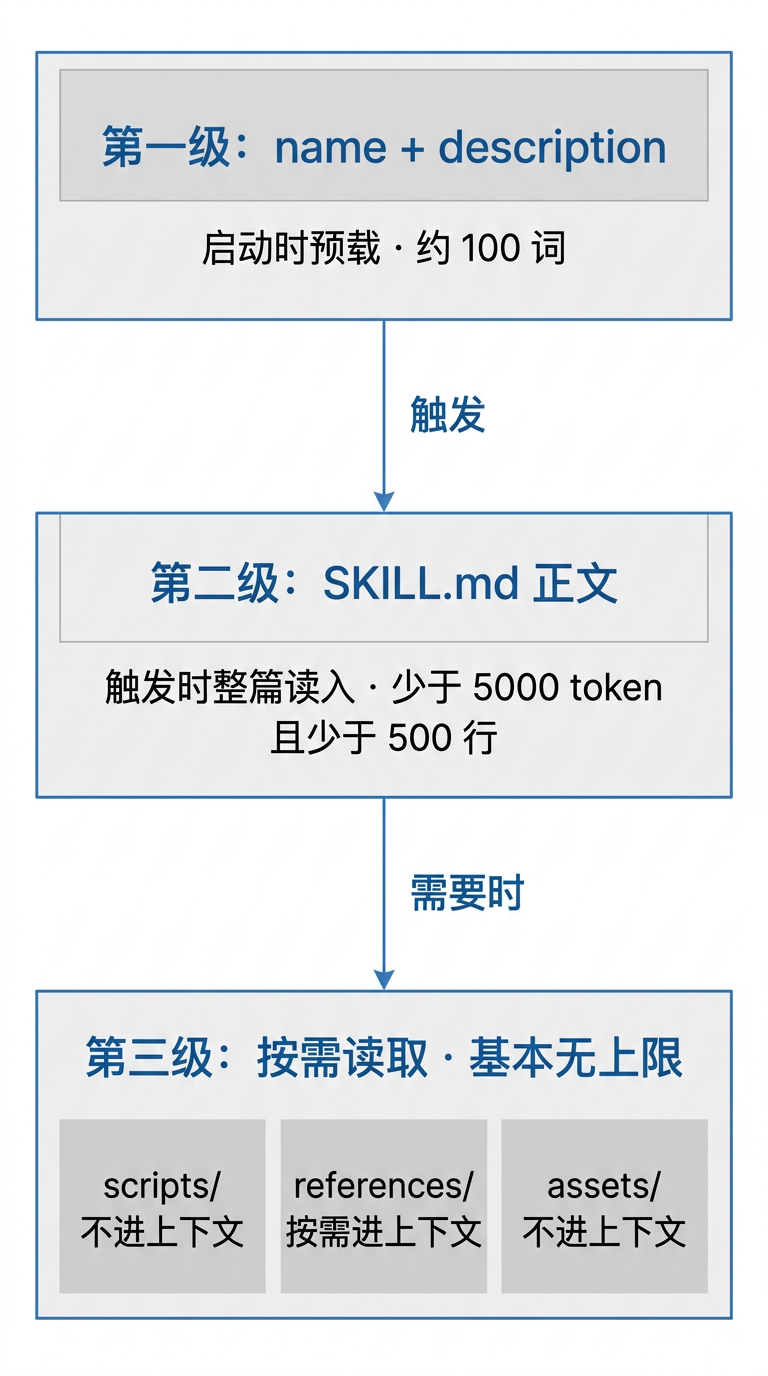 第一级：name + description
启动时预载 · 约 100 词
触发
第二级：SKILL.md 正文
触发时整篇读入 · 少于 5000 token
且少于 500 行
需要时
第三级：按需读取 · 基本无上限
scrips/
不进上下文
references/
按需进上下文
assets/
不进上下文